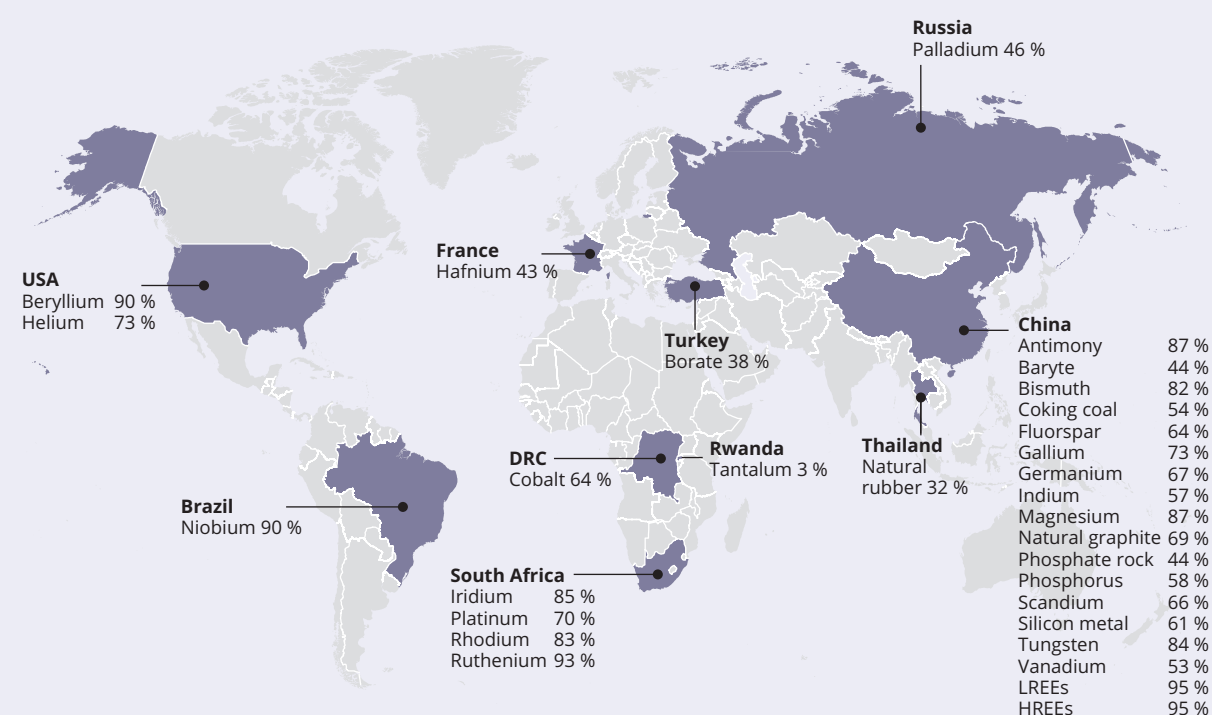 Russia
Palladium 46 %
France
Hafnium 43 %
USA
Beryllium 90 %
Helium 73 %
Turkey
Borate 38 %
China
Antimony 87 %
Baryte 44 %
Bismuth 82 %
Coking coal 54 %
Fluorspar 64 %
Gallium 73 %
Germanium 67 %
Indium 57 %
Magnesium 87 %
Natural graphite 69 %
Phosphate rock 44 %
Phosphorus 58 %
Scandium 66 %
Silicon metal 61 %
Tungsten 84 %
Vanadium 53 %
LREEs 95 %
HREEs 95 %
DRC
Cobalt 64 %
Rwanda
Tantalum 3 %
Thailand
Natural
rubber 32 %
Brazil
Niobium 90 %
South Africa
Iridium 85 %
Platinum 70 %
Rhodium 83 %
Ruthenium 93 %